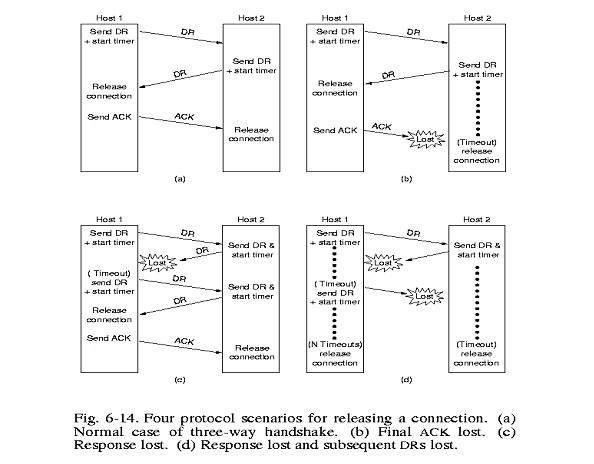 Host 1
Host 2
Send DR
+ start timer
DR
Send DR
+ start timer
DR
Release
connection
Send ACK
ACK
Release
connection
(a)
Host 1
Host 2
Send DR
+ start timer
DR
Send DR
+ start timer
DR
Release
connection
Send ACK
ACK
Lost
(Timeout)
release
connection
(b)
Host 1
Host 2
Send DR
+ start timer
DR
Send DR &
start timer
DR
Lost
( Timeout)
send DR
+ start timer
DR
Send DR &
start timer
DR
Release
connection
Send ACK
ACK
Release
connection
(c)
Host 1
Host 2
Send DR
+ start timer
DR
Send DR &
start timer
Lost
( Timeout)
send DR
+ start timer
Lost
(N Timeouts)
release
connection
(Timeout)
release
connection
(d)
Fig. 6-14. Four protocol scenarios for releasing a connection. (a)
Normal case of three-way handshake. (b) Final ACK lost. (c)
Response lost. (d) Response lost and subsequent DRs lost.